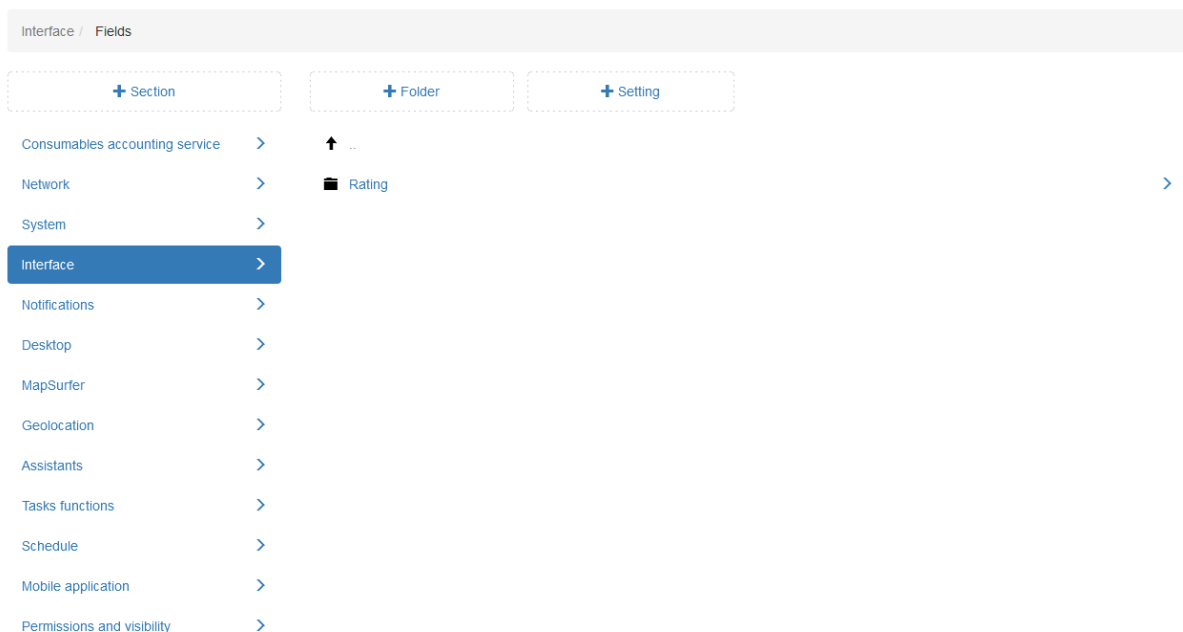 Interface / Fields
Section
Folder
Setting
Consumables accounting service
Network
System
Interface
Notifications
Desktop
MapSurfer
Geolocation
Assistants
Tasks functions
Schedule
Mobile application
Permissions and visibility
..
Rating